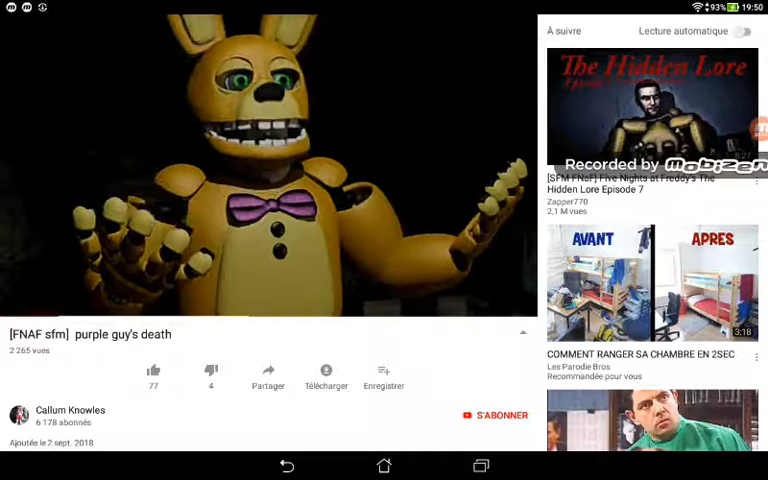 93% 19:50
À suivre
Lecture automatique
The Hidden Lore
Recorded by mobizen
[SFM FNaF] Five Nights at Freddy's The
Hidden Lore Episode 7
Zapper770
2,1 M vues
AVANT
APRES
3:18
COMMENT RANGER SA CHAMBRE EN 2SEC
Les Parodie Bros
Recommandée pour vous
[FNAF sfm] purple guy's death
2 265 vues
77
4
Partager
Télécharger
Enregistrer
Callum Knowles
6 178 abonnés
S'ABONNER
Ajoutée le 2 sept. 2018